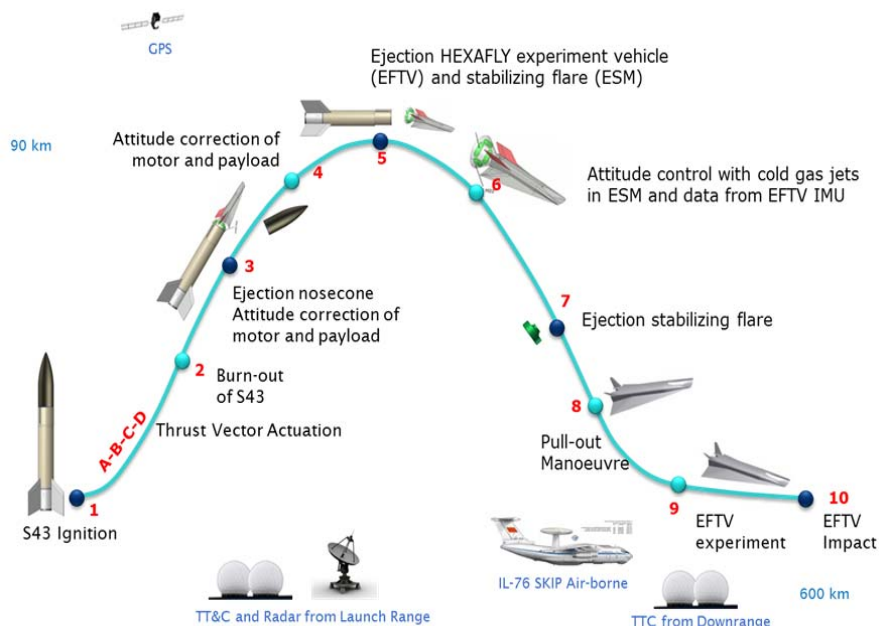 GPS
Ejection HEXAFLY experiment vehicle
(EFTV) and stabilizing flare (ESM)
90 km
Attitude correction of
motor and payload
4
5
6
Attitude control with cold gas jets
in ESM and data from EFTV IMU
3
Ejection nosecone
Attitude correction of
motor and payload
7
Ejection stabilizing flare
2
Burn-out
of S43
A-B-C-D
Thrust Vector Actuation
8
Pull-out
Manoeuvre
1
S43 Ignition
9
EFTV
experiment
10
EFTV
Impact
IL-76 SKIP Air-borne
600 km
TT&C and Radar from Launch Range
TTC from Downrange